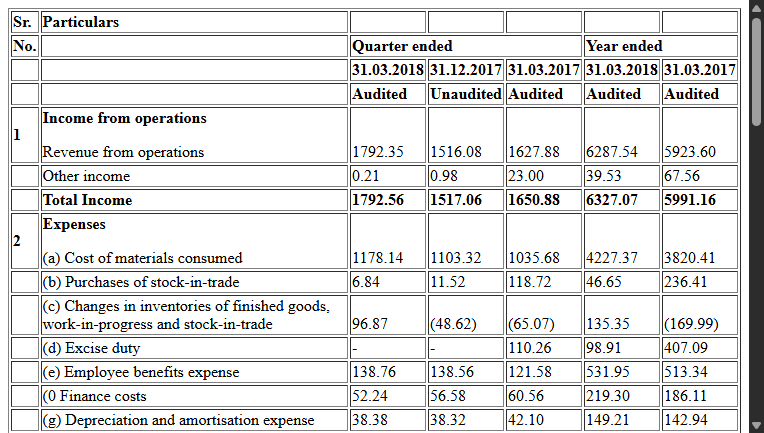 Sr. Particulars
No. Quarter ended Year ended
31.03.2018 31.12.2017 31.03.2017 31.03.2018 31.03.2017
Audited Unaudited Audited Audited Audited
Income from operations
1
Revenue from operations 1792.35 1516.08 1627.88 6287.54 5923.60
Other income 0.21 0.98 23.00 39.53 67.56
Total Income 1792.56 1517.06 1650.88 6327.07 5991.16
Expenses
2
(a) Cost of materials consumed 1178.14 1103.32 1035.68 4227.37 3820.41
(b) Purchases of stock-in-trade 6.84 11.52 118.72 46.65 236.41
(c) Changes in inventories of finished goods,
work-in-progress and stock-in-trade 96.87 (48.62) (65.07) 135.35 (169.99)
(d) Excise duty - - 110.26 98.91 407.09
(e) Employee benefits expense 138.76 138.56 121.58 531.95 513.34
(0 Finance costs 52.24 56.58 60.56 219.30 186.11
(g) Depreciation and amortisation expense 38.38 38.32 42.10 149.21 142.94